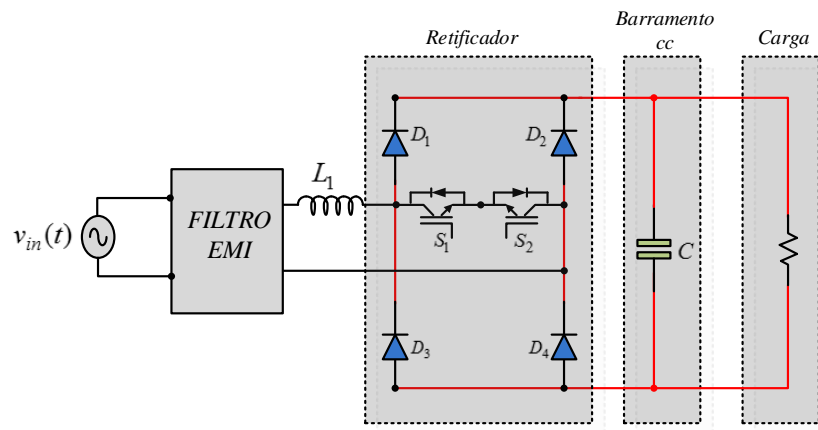 Retificador
Barramento
cc
Carga
D1
D2
L1
FILTRO
EMI
vin(t)
S1
S2
C
D3
D4